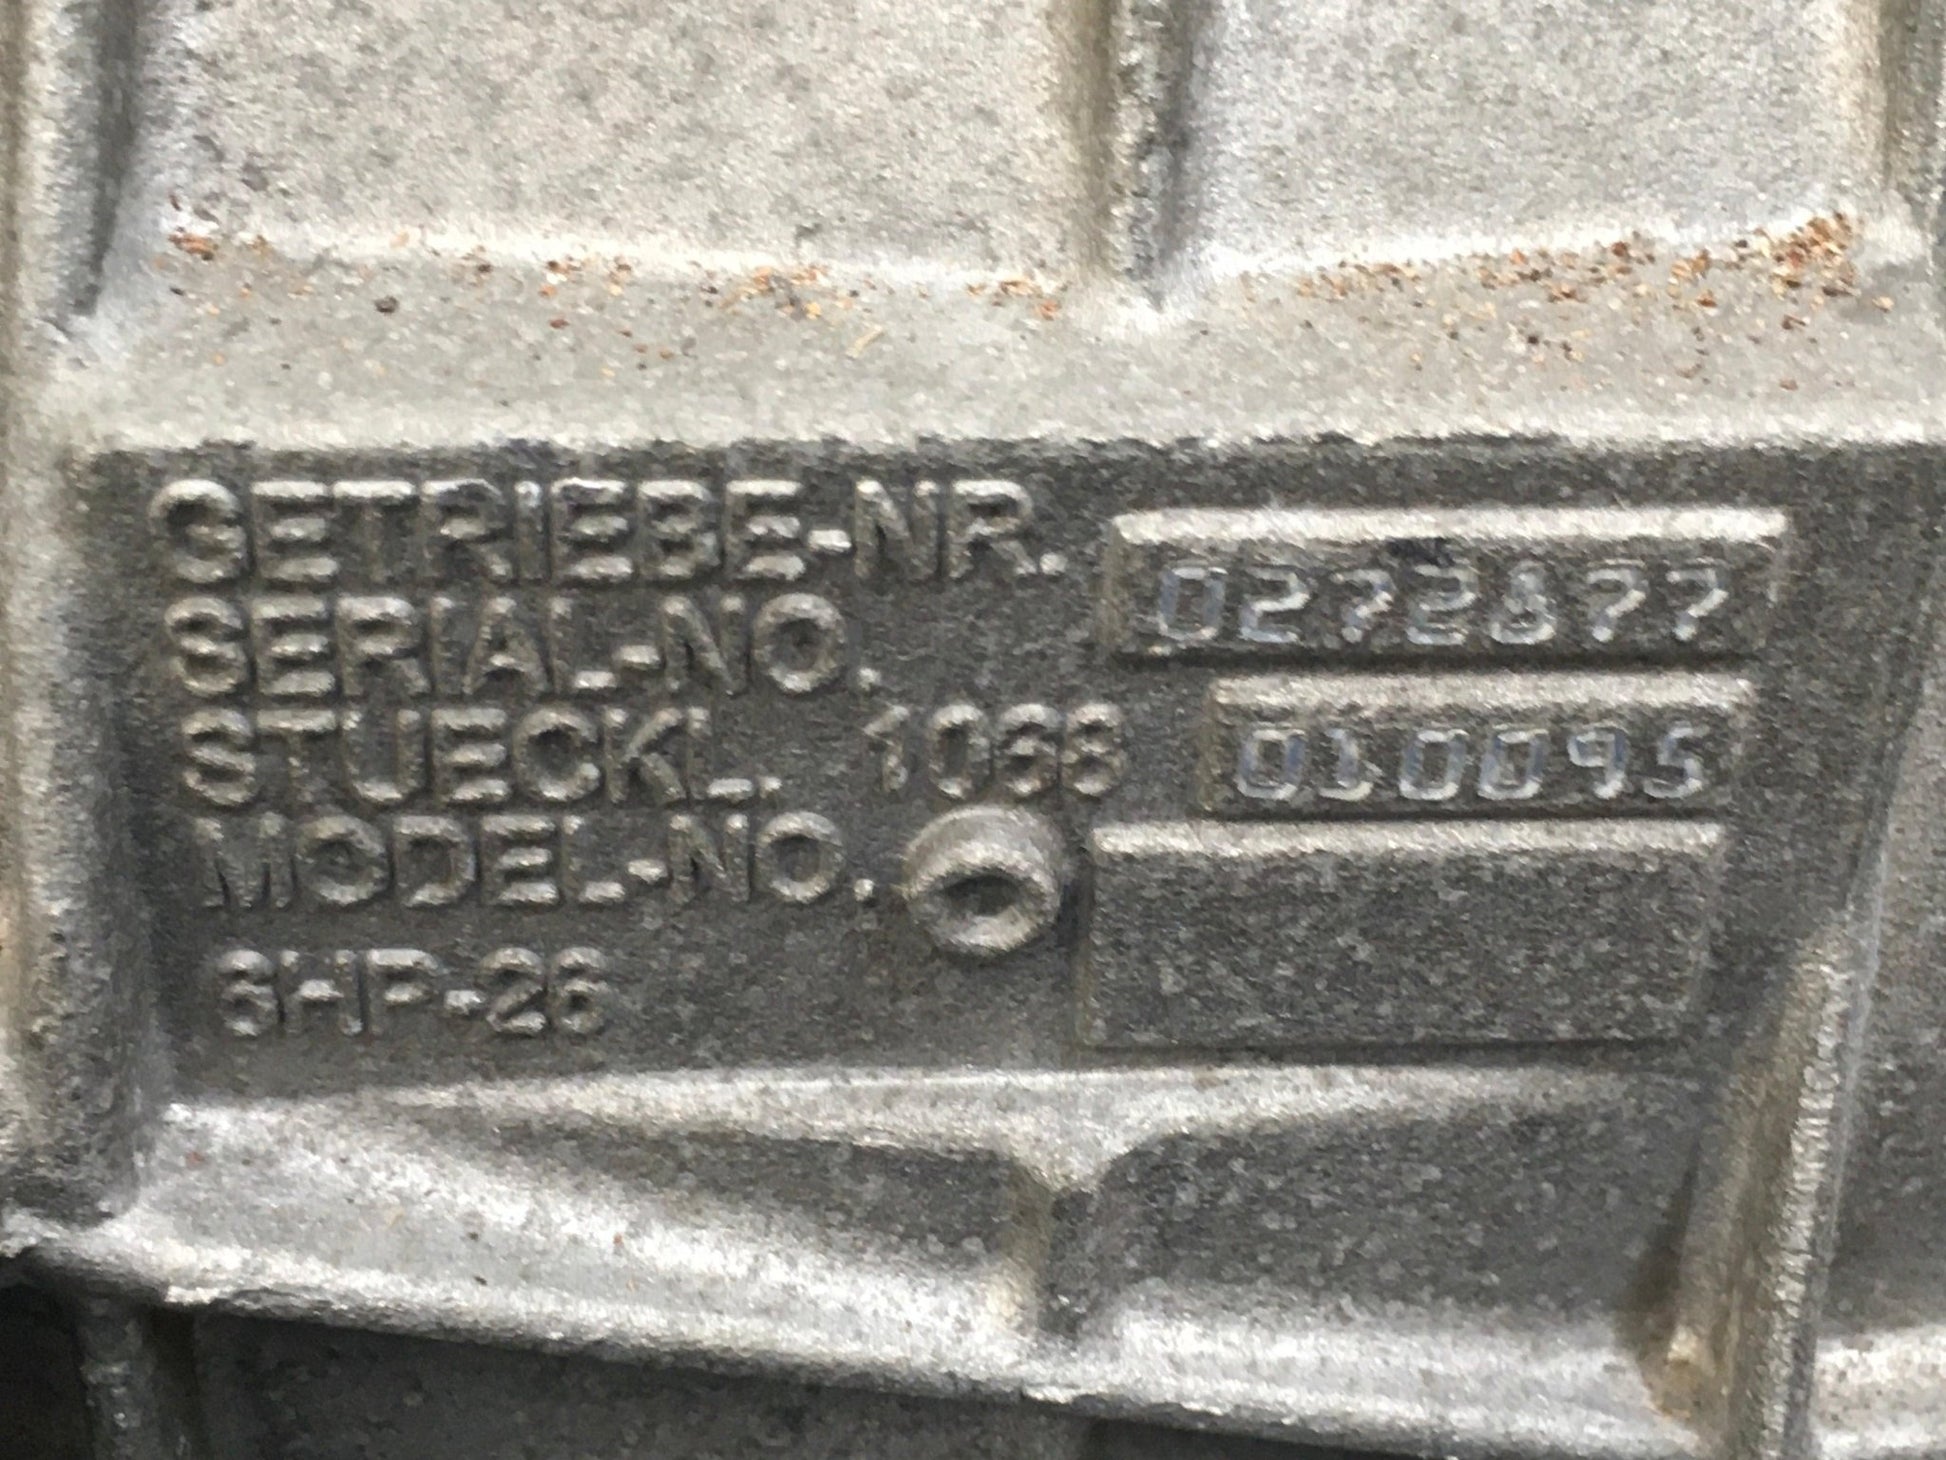 GETRIEBE-NR.
SERIAL-NO. 0272877
STUECKL. 1068 010095
MODEL-NO.
6HP-26